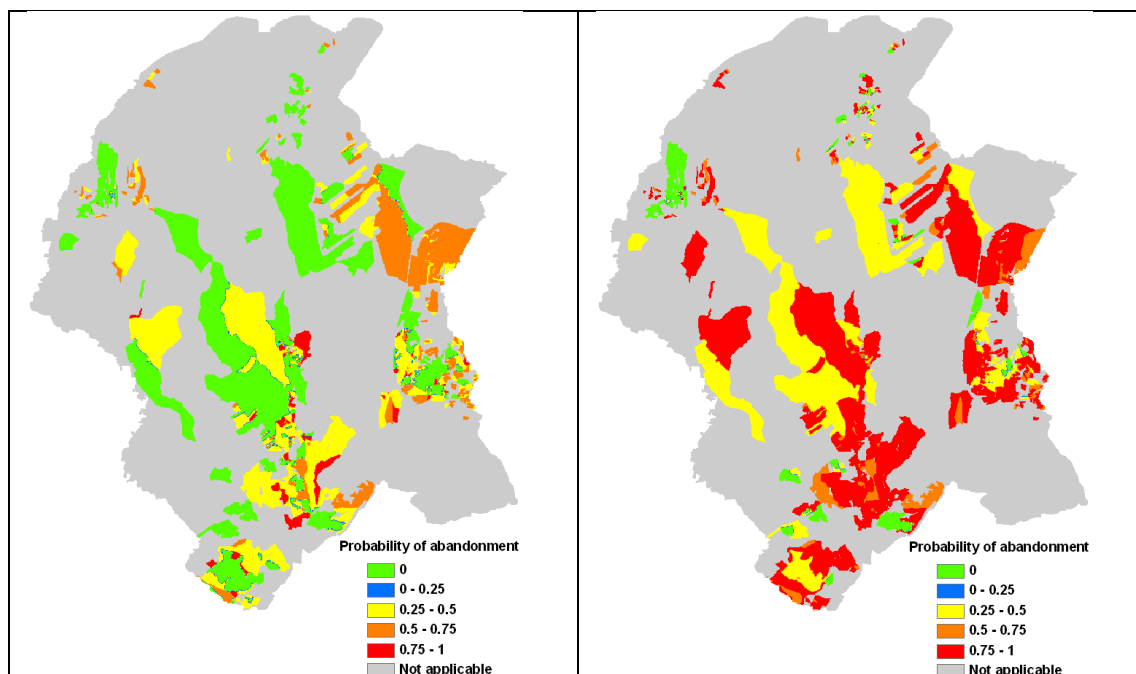 Probability of abandonment
0
0 - 0.25
0.25 - 0.5
0.5 - 0.75
0.75 - 1
Not applicable
Probability of abandonment
0
0 - 0.25
0.25 - 0.5
0.5 - 0.75
0.75 - 1
Not applicable